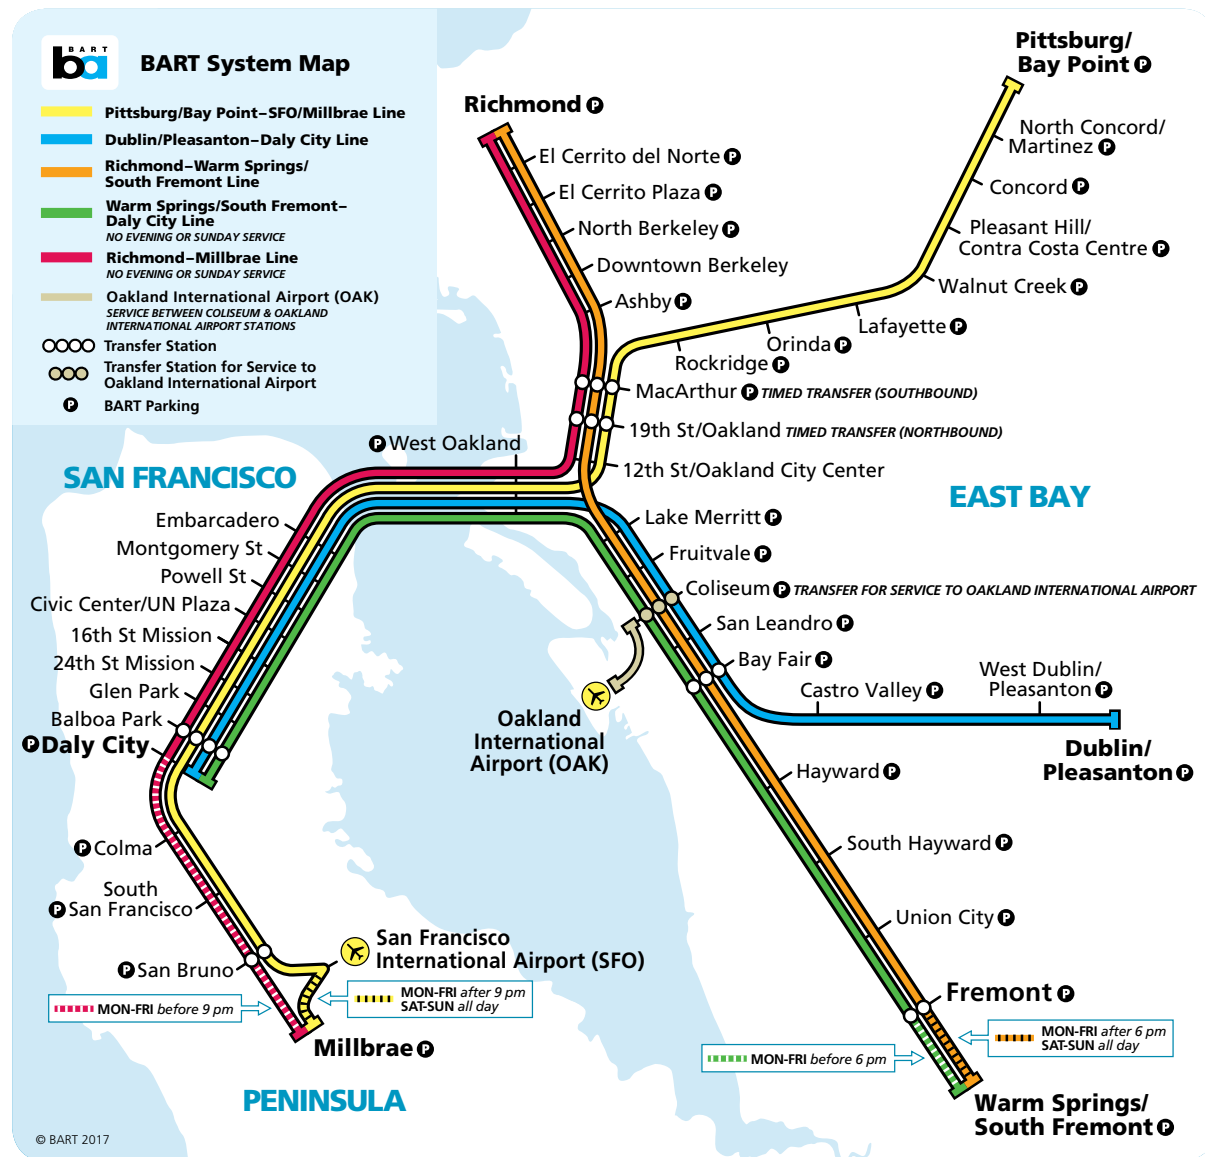 BART
ba
BART System Map
Pittsburg/Bay Point–SFO/Millbrae Line
Dublin/Pleasanton–Daly City Line
Richmond–Warm Springs/
South Fremont Line
Warm Springs/South Fremont–
Daly City Line
NO EVENING OR SUNDAY SERVICE
Richmond–Millbrae Line
NO EVENING OR SUNDAY SERVICE
Oakland International Airport (OAK)
SERVICE BETWEEN COLISEUM & OAKLAND
INTERNATIONAL AIRPORT STATIONS
Transfer Station
Transfer Station for Service to
Oakland International Airport
P BART Parking
Richmond P
El Cerrito del Norte P
El Cerrito Plaza P
North Berkeley P
Downtown Berkeley
Ashby P
Pittsburg/
Bay Point P
North Concord/
Martinez P
Concord P
Pleasant Hill/
Contra Costa Centre P
Walnut Creek P
Lafayette P
Orinda P
Rockridge P
MacArthur P TIMED TRANSFER (SOUTHBOUND)
19th St/Oakland TIMED TRANSFER (NORTHBOUND)
12th St/Oakland City Center
P West Oakland
SAN FRANCISCO
EAST BAY
Embarcadero
Montgomery St
Powell St
Civic Center/UN Plaza
16th St Mission
24th St Mission
Glen Park
Balboa Park
P Daly City
P Colma
South
P San Francisco
P San Bruno
San Francisco
International Airport (SFO)
MON-FRI before 9 pm
MON-FRI after 9 pm
SAT-SUN all day
Millbrae P
PENINSULA
Lake Merritt P
Fruitvale P
Coliseum P TRANSFER FOR SERVICE TO OAKLAND INTERNATIONAL AIRPORT
San Leandro P
Bay Fair P
Oakland
International
Airport (OAK)
Castro Valley P
West Dublin/
Pleasanton P
Dublin/
Pleasanton P
Hayward P
South Hayward P
Union City P
Fremont P
MON-FRI after 6 pm
SAT-SUN all day
MON-FRI before 6 pm
Warm Springs/
South Fremont P
© BART 2017